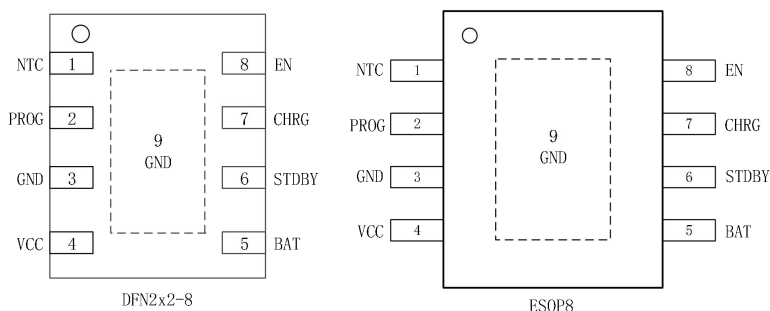 NTC 1 8 EN
PROG 2 7 CHRG
9
GND
GND 3 6 STDBY
VCC 4 5 BAT
DFN2x2-8
NTC 1 8 EN
PROG 2 7 CHRG
9
GND
GND 3 6 STDBY
VCC 4 5 BAT
ESOP8